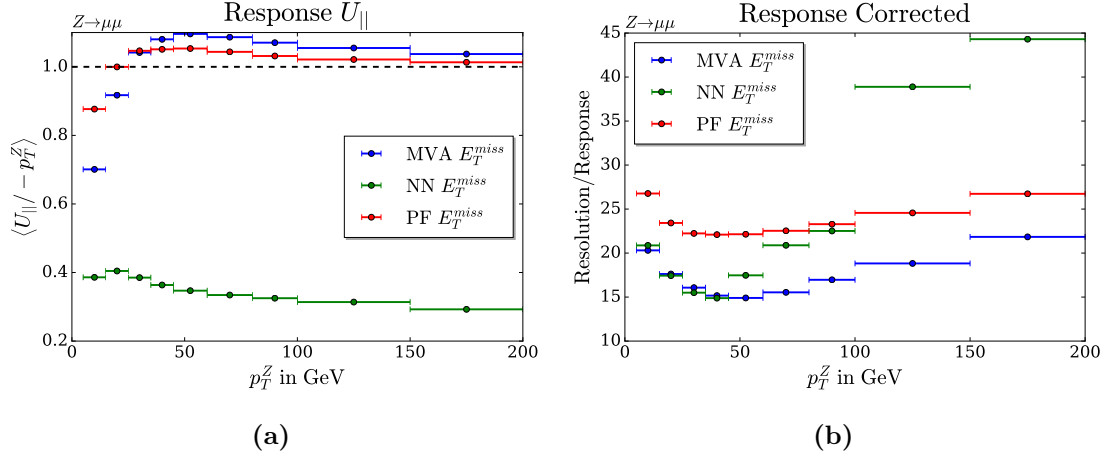 Z→μμ
Response U||
⟨U|| / − p_T^Z⟩
1.0
0.8
0.6
0.4
0.2
MVA E_T^miss
NN E_T^miss
PF E_T^miss
0 50 100 150 200
p_T^Z in GeV
(a)
Z→μμ
Response Corrected
Resolution/Response
45
40
35
30
25
20
15
10
MVA E_T^miss
NN E_T^miss
PF E_T^miss
0 50 100 150 200
p_T^Z in GeV
(b)